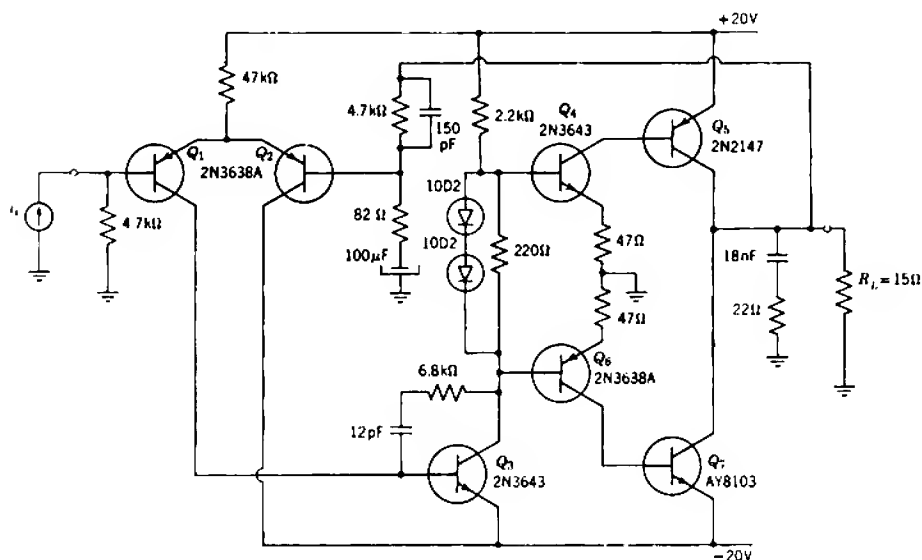 +20V
47kΩ
4.7kΩ
150
pF
2.2kΩ
Q4
2N3643
Q5
2N2147
Q1
Q2
2N3638A
10D2
4.7kΩ
82Ω
100μF
10D2
220Ω
47Ω
18nF
RL=15Ω
47Ω
22Ω
Q6
2N3638A
6.8kΩ
12pF
Q3
2N3643
Q7
AY8103
−20V